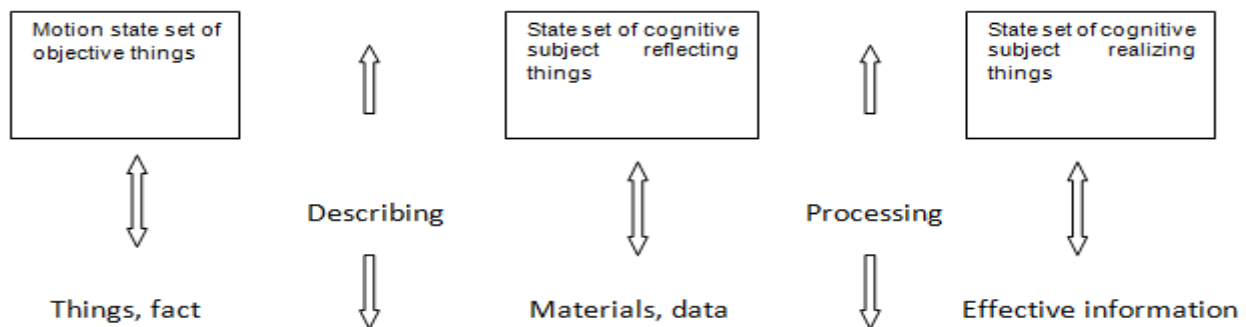 Motion state set of
objective things
State set of cognitive
subject reflecting
things
State set of cognitive
subject realizing
things
Describing
Processing
Things, fact
Materials, data
Effective information